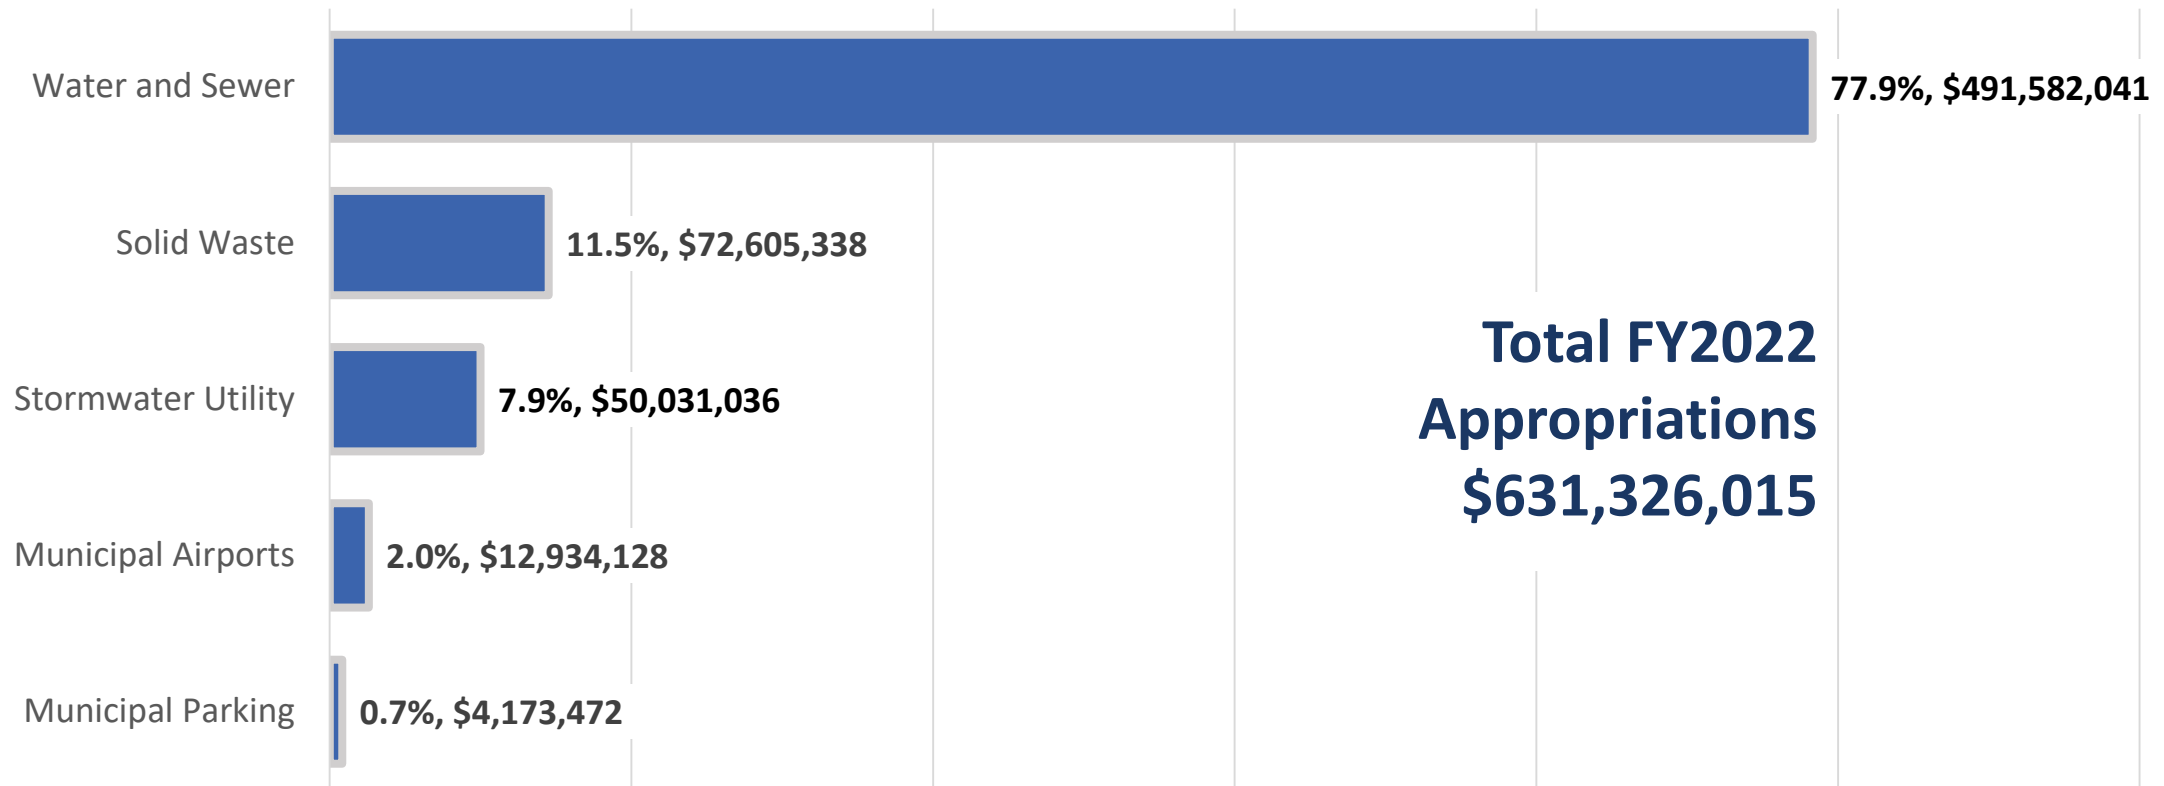 Water and Sewer
77.9%, $491,582,041
Solid Waste
11.5%, $72,605,338
Stormwater Utility
7.9%, $50,031,036
Municipal Airports
2.0%, $12,934,128
Municipal Parking
0.7%, $4,173,472
Total FY2022
Appropriations
$631,326,015